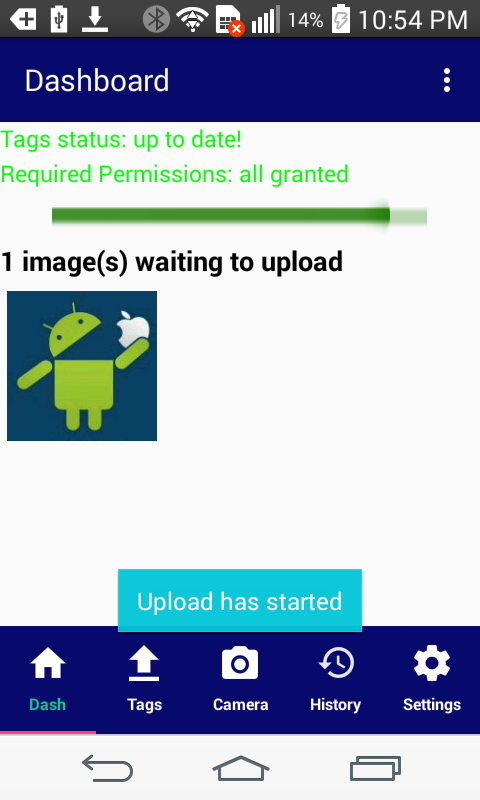 14% 10:54 PM
Dashboard
Tags status: up to date!
Required Permissions: all granted
1 image(s) waiting to upload
Upload has started
Dash Tags Camera History Settings